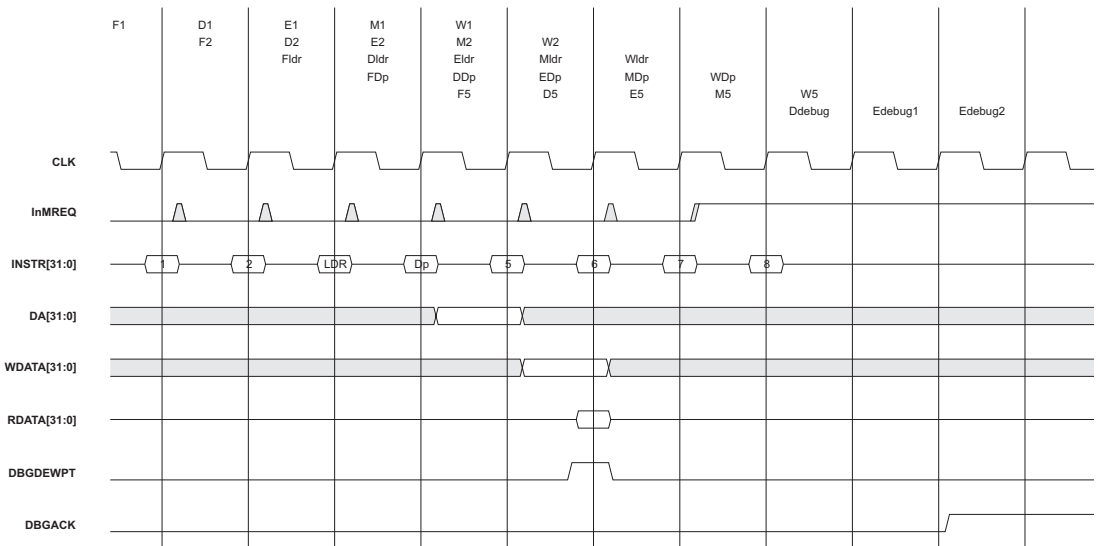 F1 D1 E1 M1 W1
F2 D2 E2 M2 W2
Fldr Dldr Eldr Mldr Wldr
FDp DDp EDp MDp WDp
F5 D5 E5 M5 W5
Ddebug Edebug1 Edebug2
CLK
InMREQ
INSTR[31:0] 1 2 LDR Dp 5 6 7 8
DA[31:0]
WDATA[31:0]
RDATA[31:0]
DBGDEWPT
DBGACK